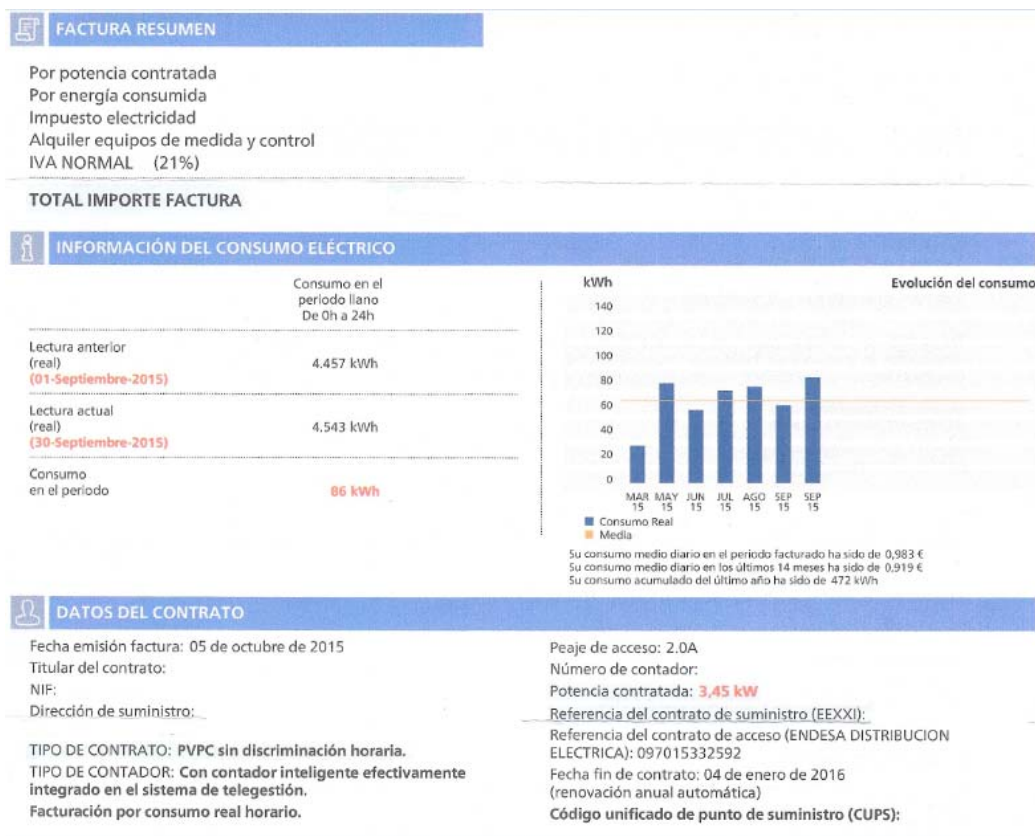 FACTURA RESUMEN
Por potencia contratada
Por energía consumida
Impuesto electricidad
Alquiler equipos de medida y control
IVA NORMAL (21%)
TOTAL IMPORTE FACTURA
INFORMACIÓN DEL CONSUMO ELÉCTRICO
Consumo en el
periodo llano
De 0h a 24h
Lectura anterior
(real)
(01-Septiembre-2015)
4.457 kWh
Lectura actual
(real)
(30-Septiembre-2015)
4.543 kWh
Consumo
en el periodo
86 kWh
kWh
Evolución del consumo
140
120
100
80
60
40
20
0
MAR MAY JUN JUL AGO SEP SEP
15 15 15 15 15 15 15
Consumo Real
Media
Su consumo medio diario en el periodo facturado ha sido de 0,983 €
Su consumo medio diario en los últimos 14 meses ha sido de 0,919 €
Su consumo acumulado del último año ha sido de 472 kWh
DATOS DEL CONTRATO
Fecha emisión factura: 05 de octubre de 2015
Titular del contrato:
NIF:
Dirección de suministro:
TIPO DE CONTRATO: PVPC sin discriminación horaria.
TIPO DE CONTADOR: Con contador inteligente efectivamente
integrado en el sistema de telegestión.
Facturación por consumo real horario.
Peaje de acceso: 2.0A
Número de contador:
Potencia contratada: 3,45 kW
Referencia del contrato de suministro (EEXXI):
Referencia del contrato de acceso (ENDESA DISTRIBUCION
ELECTRICA): 097015332592
Fecha fin de contrato: 04 de enero de 2016
(renovación anual automática)
Código unificado de punto de suministro (CUPS):